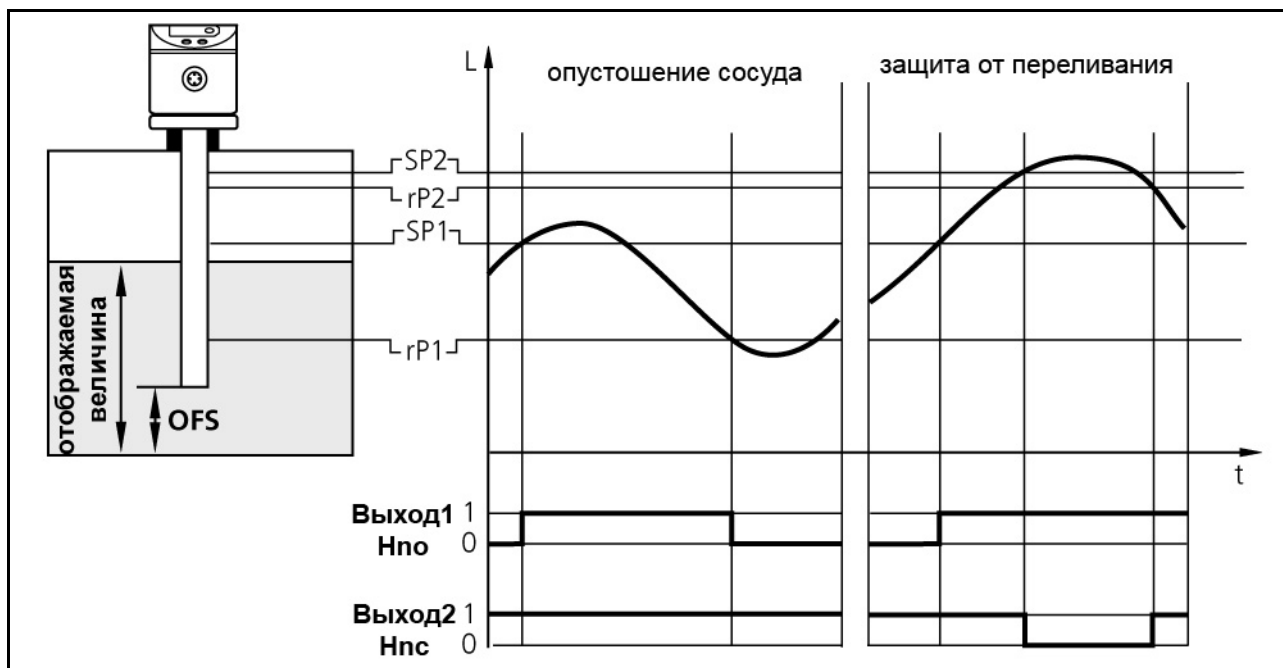 L
опустошение сосуда
защита от переливания
SP2
rP2
SP1
rP1
отображаемая
величина
OFS
t
Выход1 1
Hno 0
Выход2 1
Hnc 0